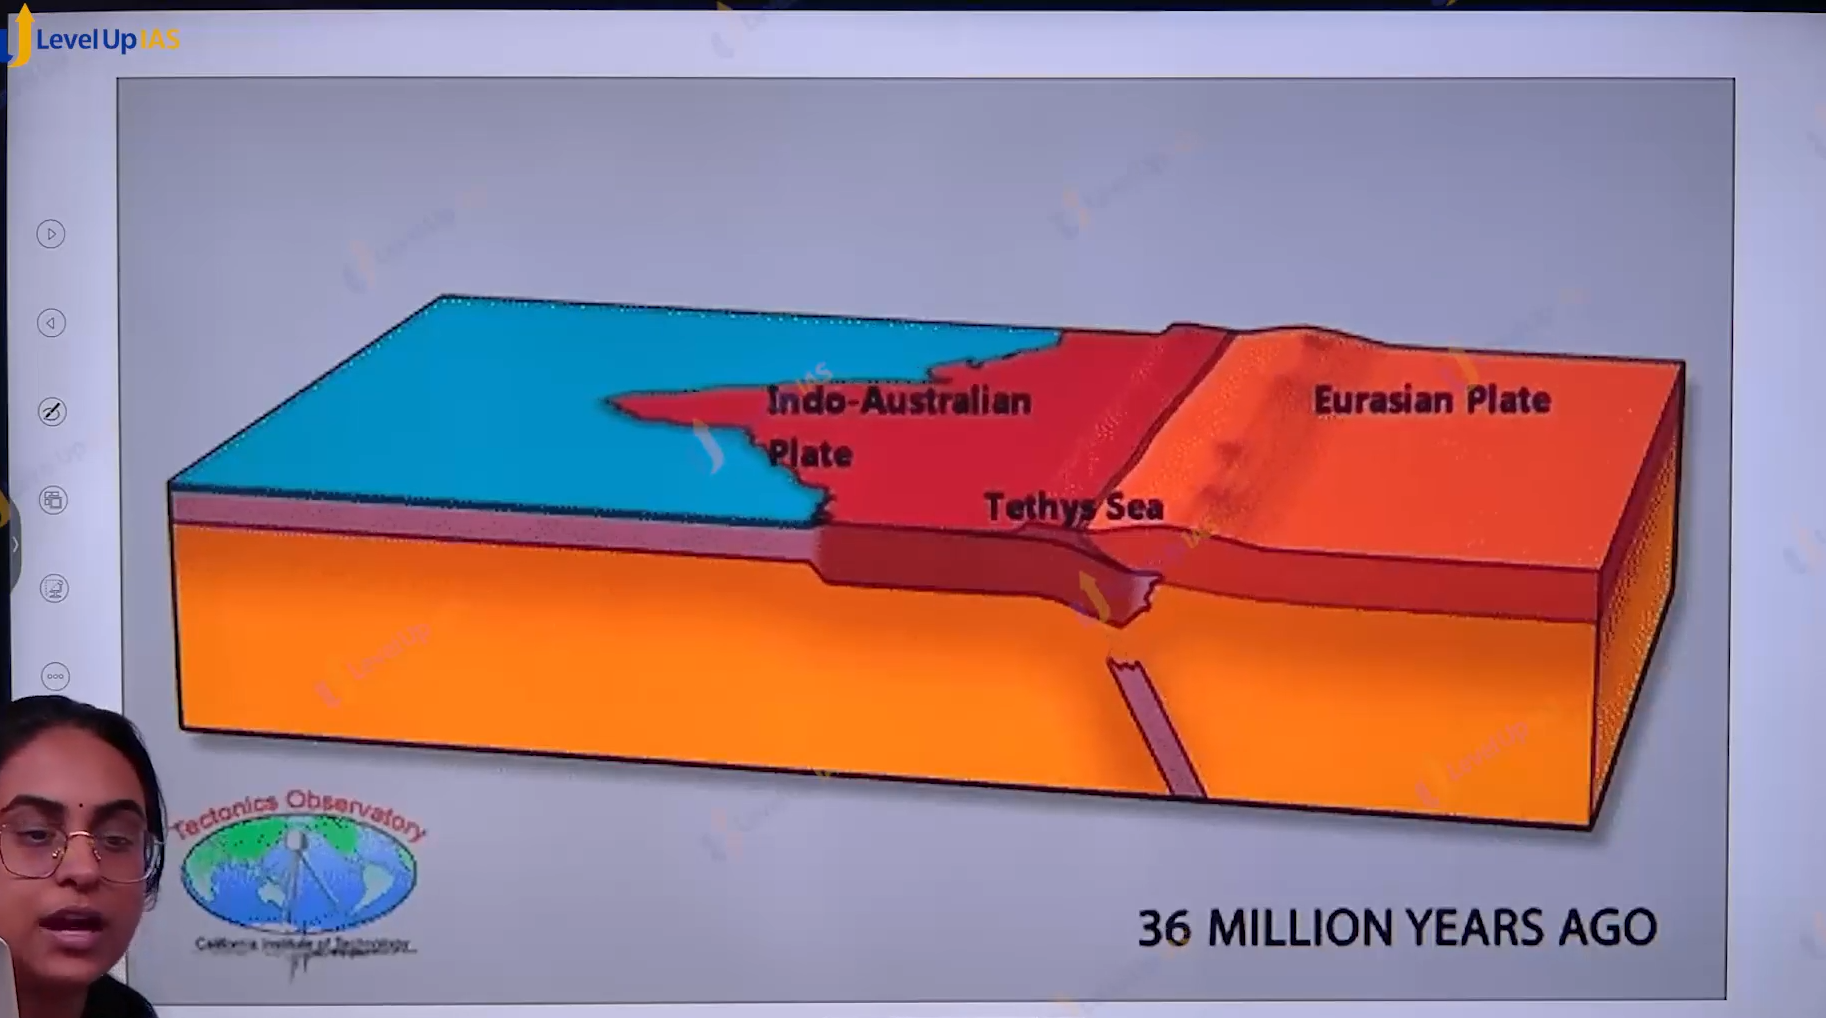 LevelUp IAS
Indo-Australian
Plate
Eurasian Plate
Tethys Sea
Tectonics Observatory
California Institute of Technology
36 MILLION YEARS AGO